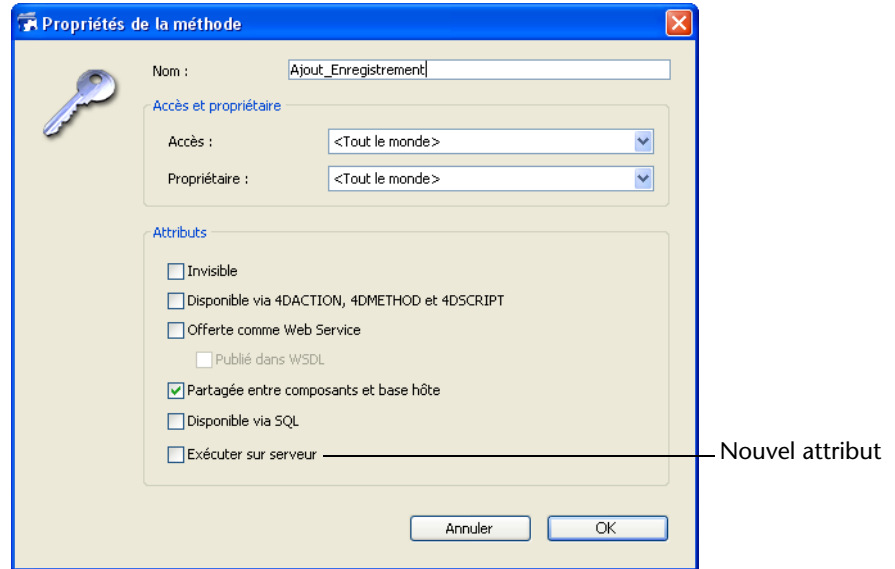 Propriétés de la méthode
Nom :
Ajout_Enregistrement
Accès et propriétaire
Accès :
<Tout le monde>
Propriétaire :
<Tout le monde>
Attributs
Invisible
Disponible via 4DACTION, 4DMETHOD et 4DSCRIPT
Offerte comme Web Service
Publié dans WSDL
Partagée entre composants et base hôte
Disponible via SQL
Exécuter sur serveur
Nouvel attribut
Annuler
OK